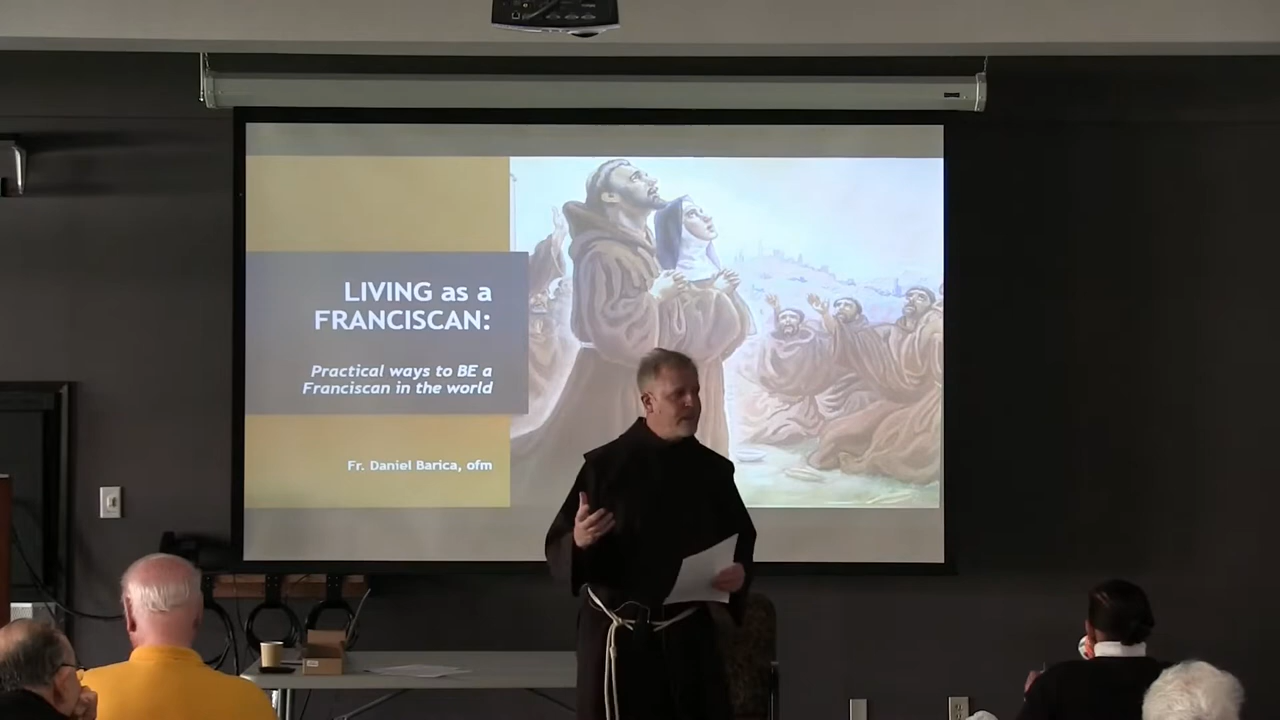 LIVING as a
FRANCISCAN:
Practical ways to BE a
Franciscan in the world
Fr. Daniel Barica, ofm